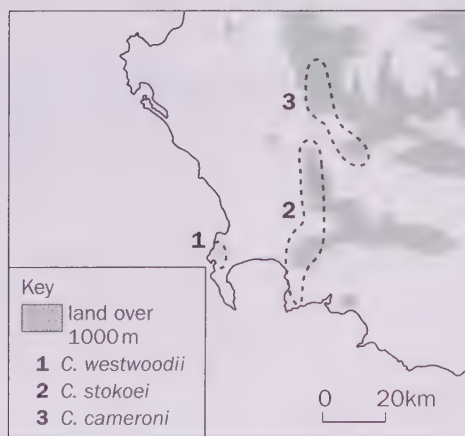 3
2
1
Key
land over
1000 m
1 C. westwoodii
2 C. stokoei
3 C. cameroni
0 20km